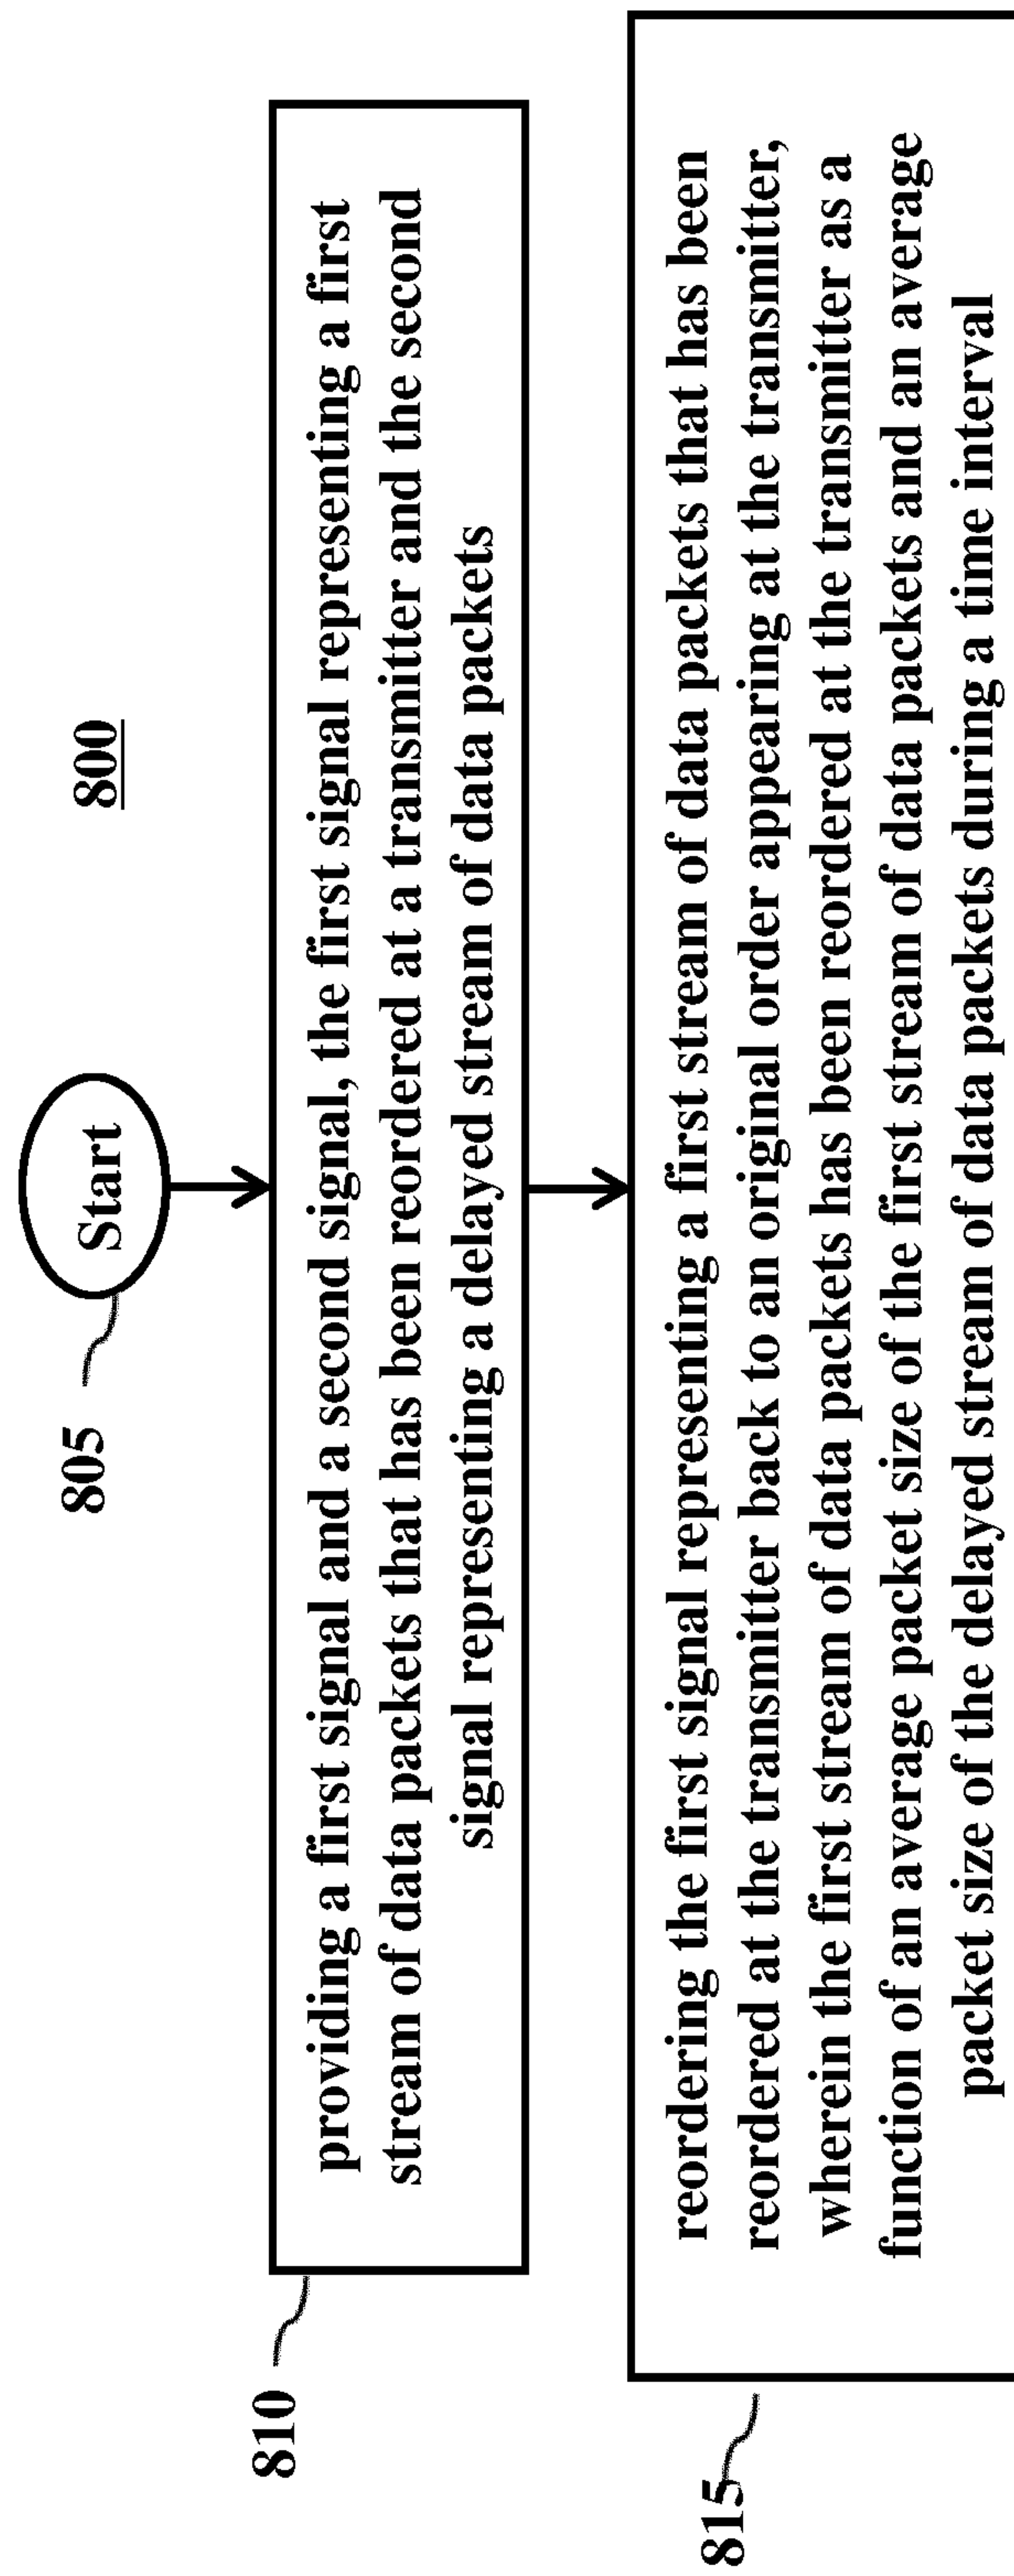 800
Start
805
providing a first signal and a second signal, the first signal representing a first
stream of data packets that has been reordered at a transmitter and the second
signal representing a delayed stream of data packets
810
reordering the first signal representing a first stream of data packets that has been
reordered at the transmitter back to an original order appearing at the transmitter,
wherein the first stream of data packets has been reordered at the transmitter as a
function of an average packet size of the first stream of data packets and an average
packet size of the delayed stream of data packets during a time interval
815